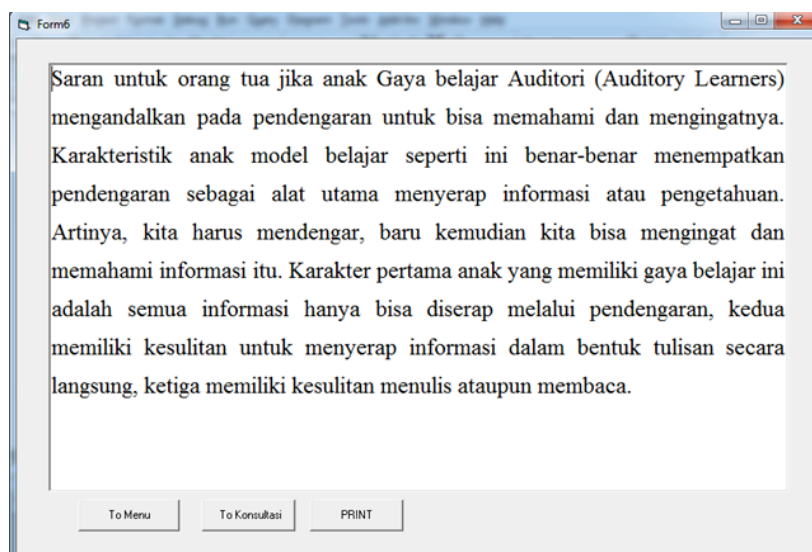 Form6
Saran untuk orang tua jika anak Gaya belajar Auditori (Auditory Learners)
mengandalkan pada pendengaran untuk bisa memahami dan mengingatnya.
Karakteristik anak model belajar seperti ini benar-benar menempatkan
pendengaran sebagai alat utama menyerap informasi atau pengetahuan.
Artinya, kita harus mendengar, baru kemudian kita bisa mengingat dan
memahami informasi itu. Karakter pertama anak yang memiliki gaya belajar ini
adalah semua informasi hanya bisa diserap melalui pendengaran, kedua
memiliki kesulitan untuk menyerap informasi dalam bentuk tulisan secara
langsung, ketiga memiliki kesulitan menulis ataupun membaca.
To Menu To Konsultasi PRINT